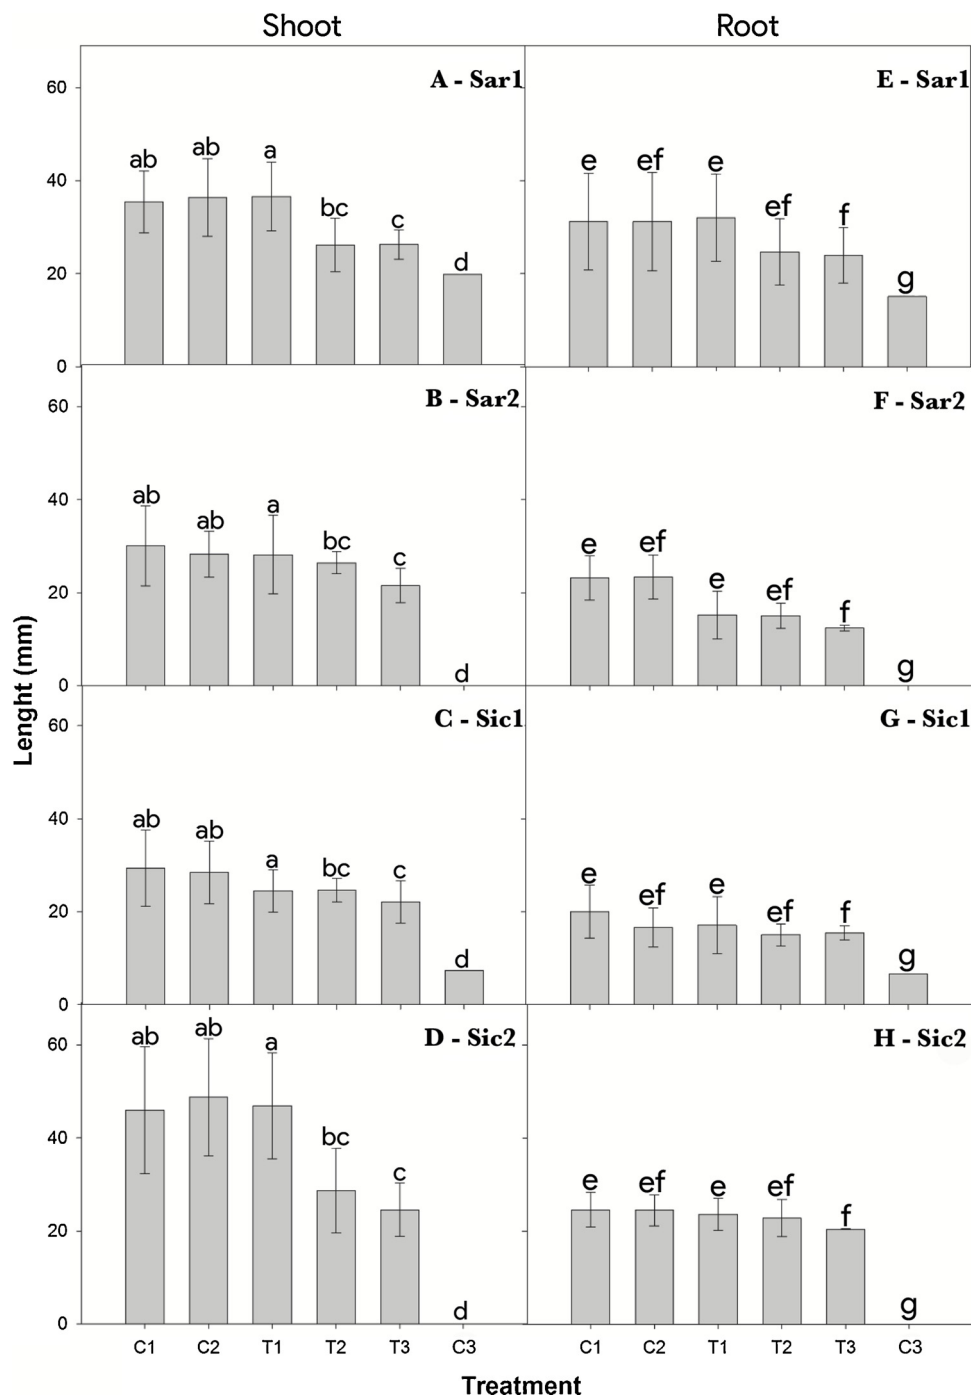 Shoot
Root
A - Sar1
E - Sar1
60
40
20
0
ab ab a bc c d
e ef e ef f g
B - Sar2
F - Sar2
60
40
20
0
ab ab a bc c d
e ef e ef f g
Lenght (mm)
C - Sic1
G - Sic1
60
40
20
0
ab ab a bc c d
e ef e ef f g
D - Sic2
H - Sic2
60
40
20
0
ab ab a bc c d
e ef e ef f g
C1 C2 T1 T2 T3 C3
C1 C2 T1 T2 T3 C3
Treatment